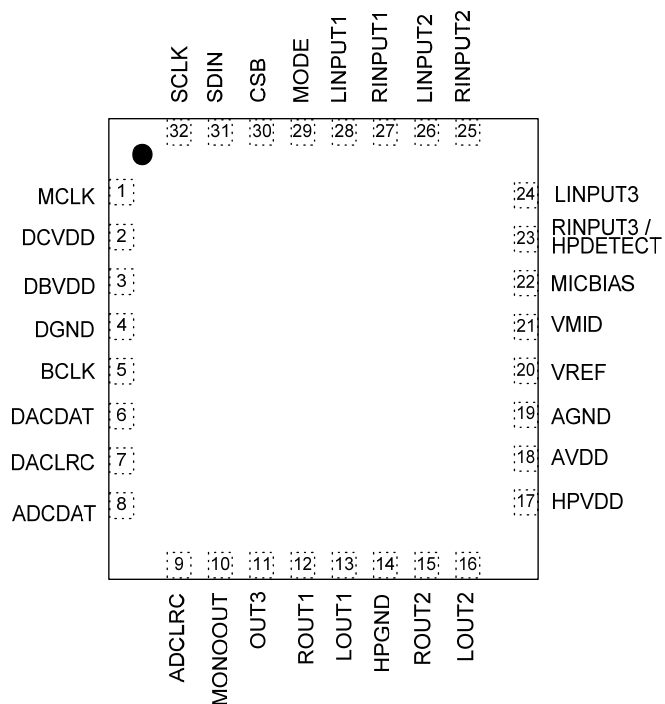 SCLK
SDIN
CSB
MODE
LINPUT1
RINPUT1
LINPUT2
RINPUT2
32 31 30 29 28 27 26 25
MCLK 1
DCVDD 2
DBVDD 3
DGND 4
BCLK 5
DACDAT 6
DACLRC 7
ADCDAT 8
24 LINPUT3
23 RINPUT3 /
HPDETECT
22 MICBIAS
21 VMID
20 VREF
19 AGND
18 AVDD
17 HPVDD
9 10 11 12 13 14 15 16
ADCLRC
MONOOUT
OUT3
ROUT1
LOUT1
HPGND
ROUT2
LOUT2